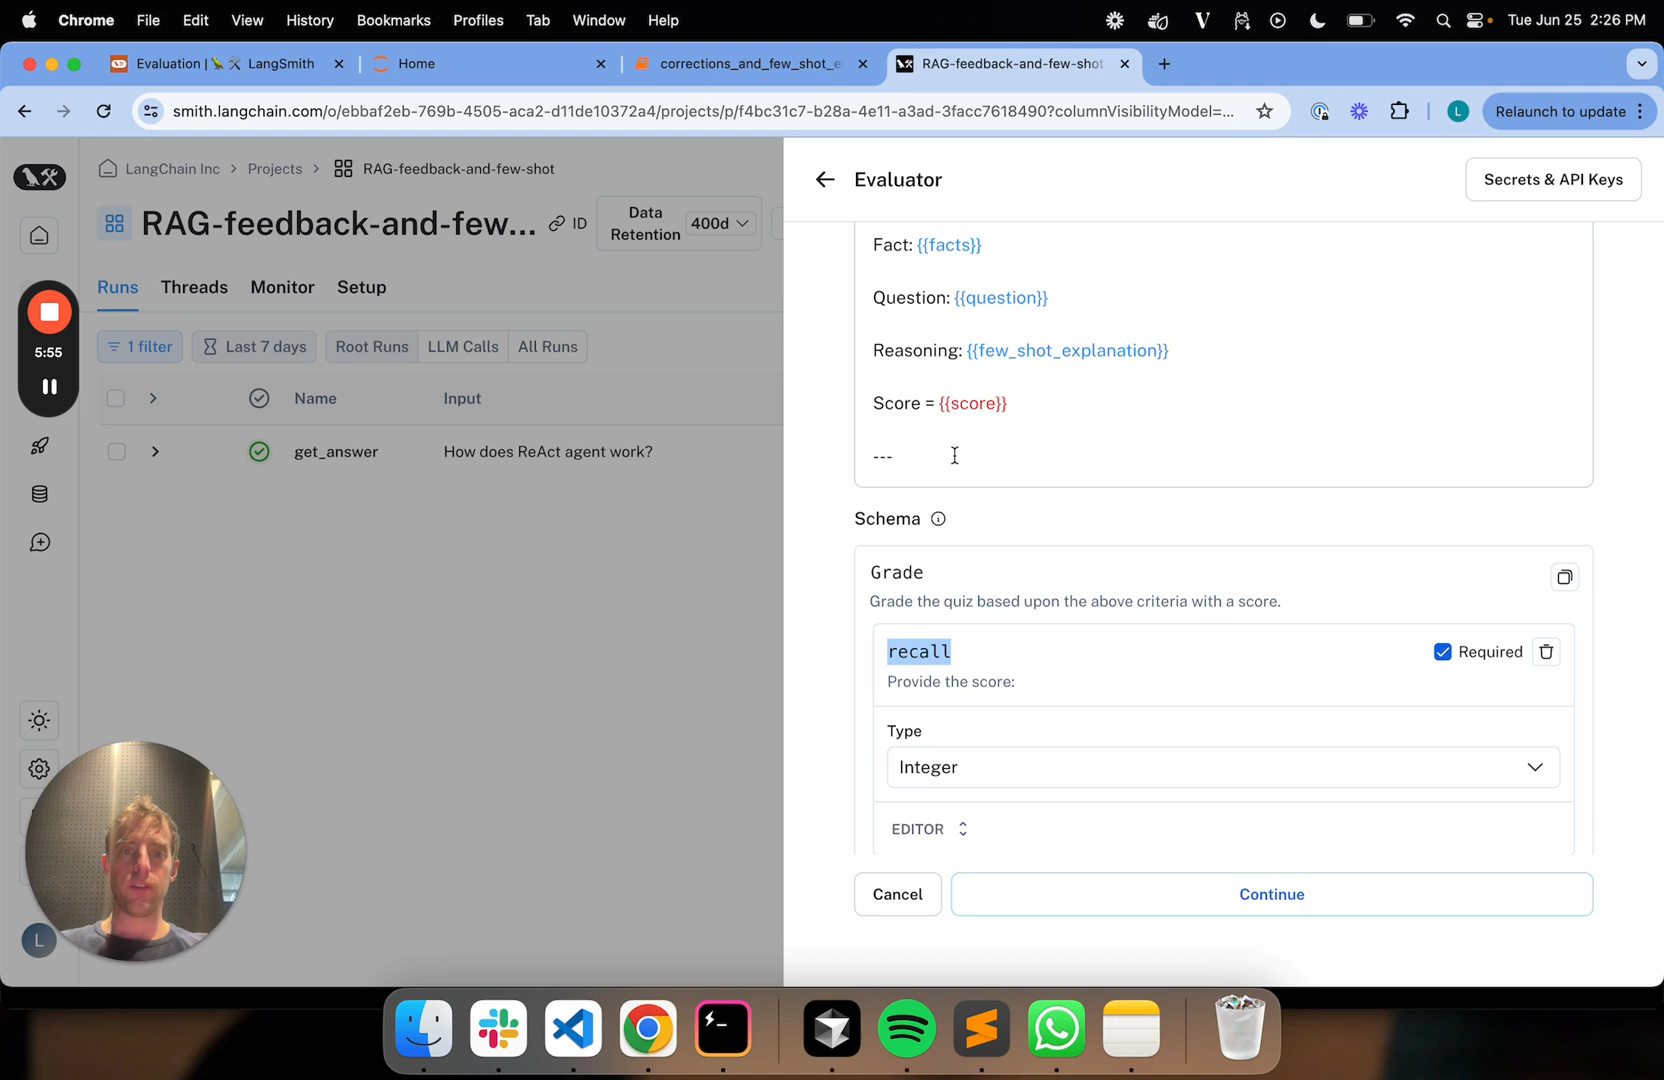 Chrome File Edit View History Bookmarks Profiles Tab Window Help
V
Tue Jun 25 2:26 PM
Evaluation | LangSmith
Home
corrections_and_few_shot_e
RAG-feedback-and-few-shot
smith.langchain.com/o/ebbaf2eb-769b-4505-aca2-d11de10372a4/projects/p/f4bc31c7-b28a-4e11-a3ad-3facc7618490?columnVisibilityModel=...
L
Relaunch to update
LangChain Inc > Projects > RAG-feedback-and-few-shot
RAG-feedback-and-few...
ID
Data Retention
400d
Runs Threads Monitor Setup
1 filter
Last 7 days
Root Runs LLM Calls All Runs
Name Input
get_answer How does ReAct agent work?
5:55
L
Evaluator
Secrets & API Keys
Fact: {{facts}}
Question: {{question}}
Reasoning: {{few_shot_explanation}}
Score = {{score}}
---
Schema
Grade
Grade the quiz based upon the above criteria with a score.
recall
Required
Provide the score:
Type
Integer
EDITOR
Cancel
Continue